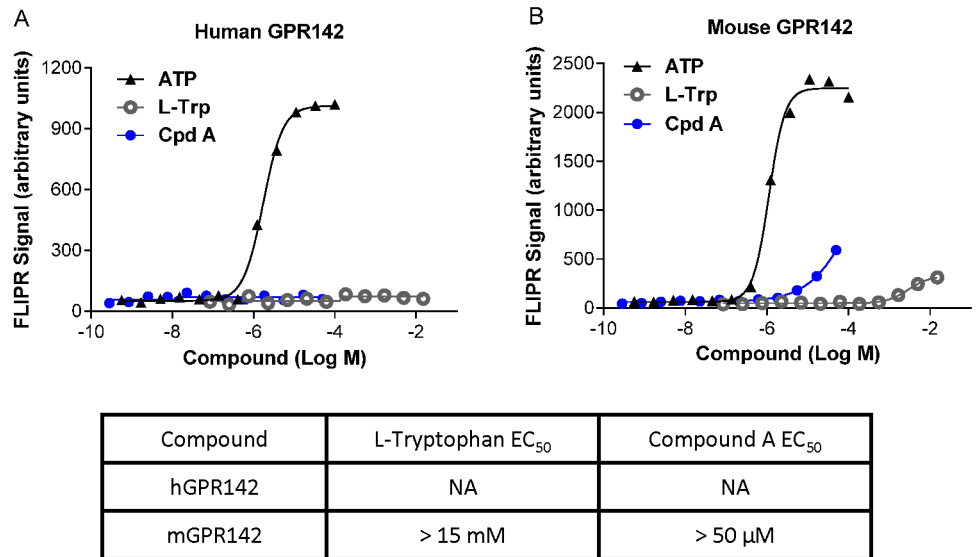 A
Human GPR142
ATP
L-Trp
Cpd A
1200
900
600
300
0
-10 -8 -6 -4 -2
FLIPR Signal (arbitrary units)
Compound (Log M)
B
Mouse GPR142
ATP
L-Trp
Cpd A
2500
2000
1500
1000
500
0
-10 -8 -6 -4 -2
FLIPR Signal (arbitrary units)
Compound (Log M)
Compound L-Tryptophan EC50 Compound A EC50
hGPR142 NA NA
mGPR142 > 15 mM > 50 µM